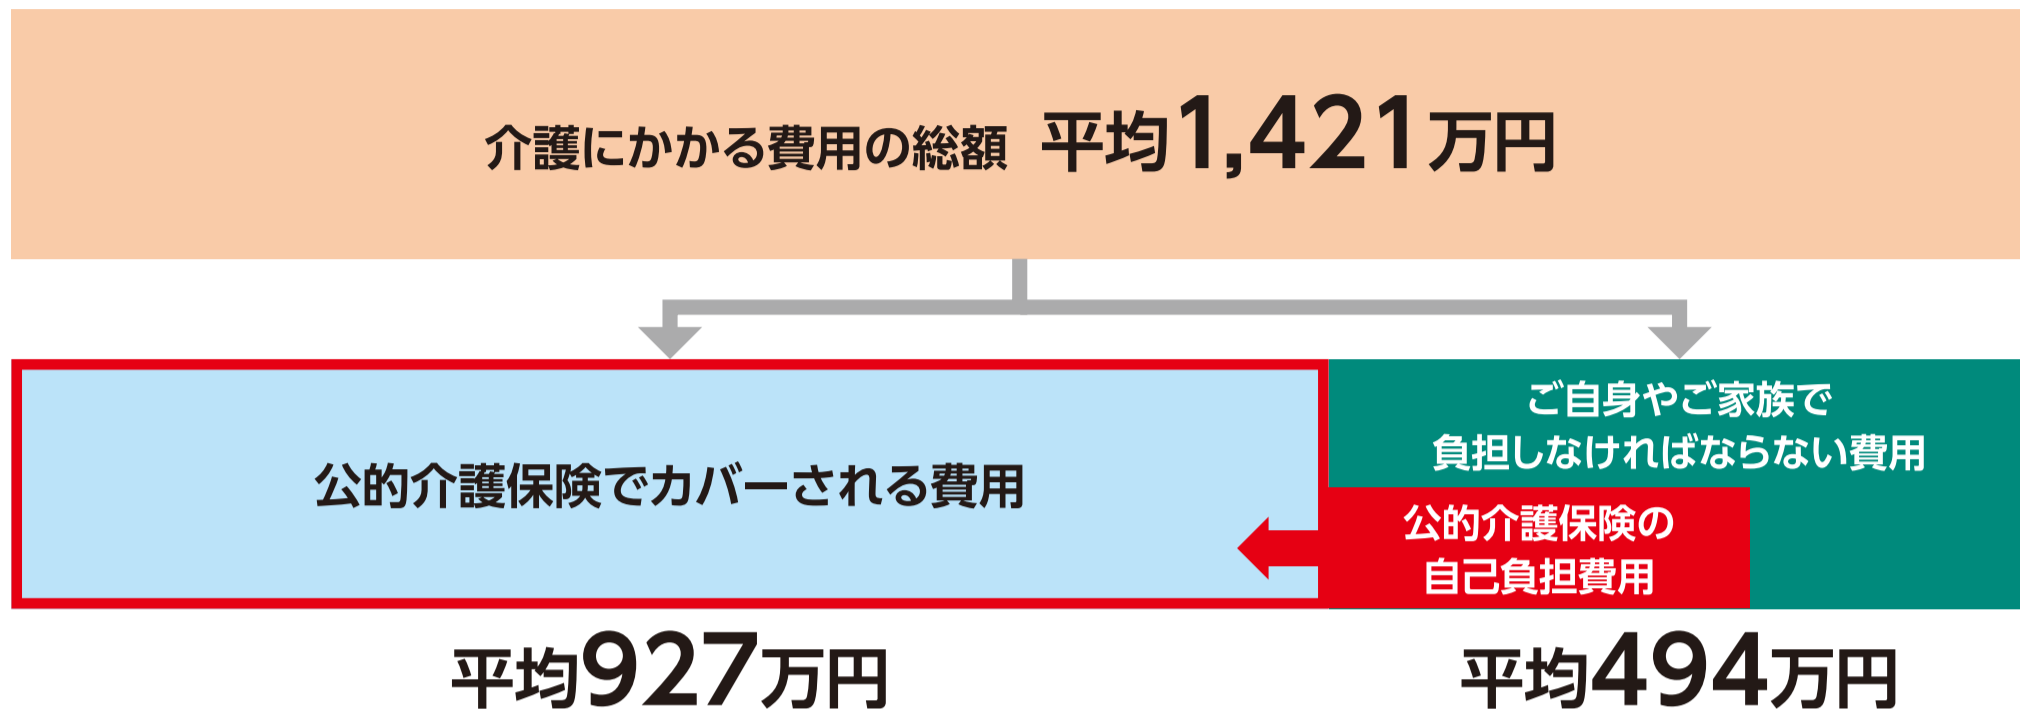 介護にかかる費用の総額 平均1,421万円
公的介護保険でカバーされる費用
ご自身やご家族で
負担しなければならない費用
公的介護保険の
自己負担費用
平均927万円
平均494万円